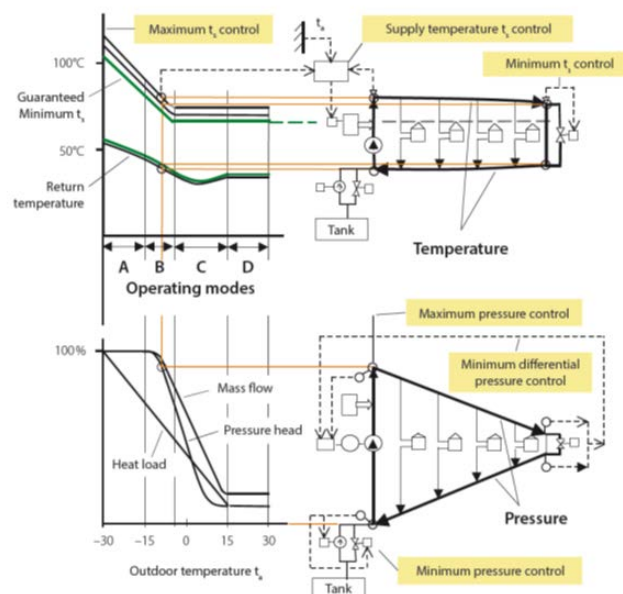 Maximum tₛ control
tₐ
Supply temperature tₛ control
100°C
Minimum tₛ control
Guaranteed
Minimum tₛ
50°C
Return
temperature
Tank
Temperature
A B C D
Operating modes
Maximum pressure control
100%
Minimum differential
pressure control
Mass flow
Pressure head
Heat load
Pressure
-30 -15 0 15 30
Outdoor temperature tₐ
Minimum pressure control
Tank